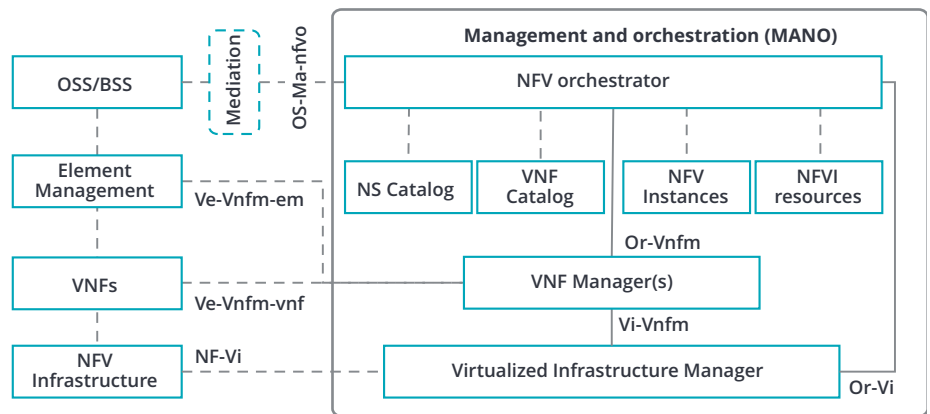 Management and orchestration (MANO)
OSS/BSS
Mediation
OS-Ma-nfvo
NFV orchestrator
Element
Management
Ve-Vnfm-em
NS Catalog
VNF
Catalog
NFV
Instances
NFVI
resources
Or-Vnfm
VNFs
Ve-Vnfm-vnf
VNF Manager(s)
Vi-Vnfm
NFV
Infrastructure
NF-Vi
Virtualized Infrastructure Manager
Or-Vi